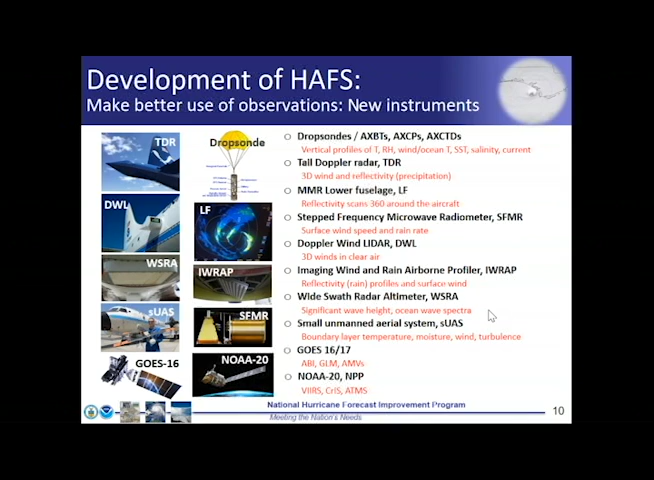 Development of HAFS:
Make better use of observations: New instruments
TDR
Dropsonde
DWL
LF
WSRA
IWRAP
sUAS
SFMR
GOES-16
NOAA-20
Dropsondes / AXBTs, AXCPs, AXCTDs
Vertical profiles of T, RH, wind/ocean T, SST, salinity, current
Tall Doppler radar, TDR
3D wind and reflectivity (precipitation)
MMR Lower fuselage, LF
Reflectivity scans 360 around the aircraft
Stepped Frequency Microwave Radiometer, SFMR
Surface wind speed and rain rate
Doppler Wind LIDAR, DWL
3D winds in clear air
Imaging Wind and Rain Airborne Profiler, IWRAP
Reflectivity (rain) profiles and surface wind
Wide Swath Radar Altimeter, WSRA
Significant wave height, ocean wave spectra
Small unmanned aerial system, sUAS
Boundary layer temperature, moisture, wind, turbulence
GOES 16/17
ABI, GLM, AMVs
NOAA-20, NPP
VIIRS, CrIS, ATMS
National Hurricane Forecast Improvement Program
Meeting the Nation's Needs
10